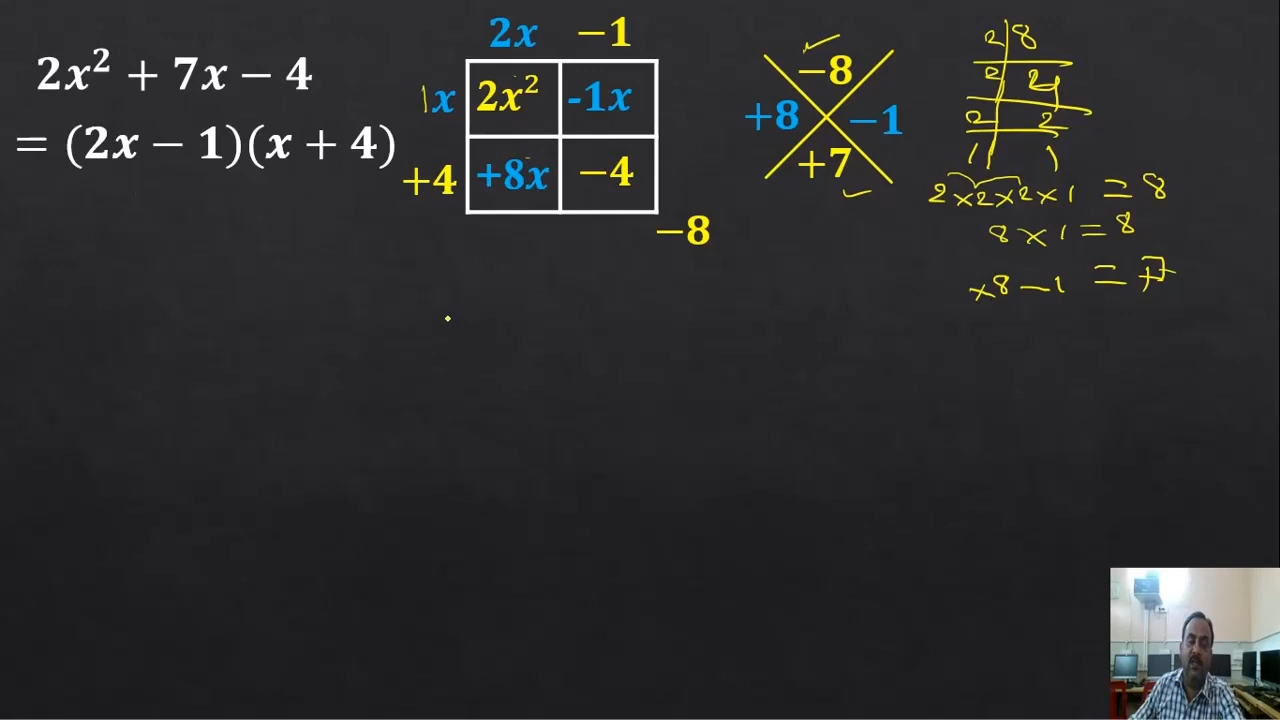 2x² + 7x − 4
= (2x − 1)(x + 4)
2x −1
1x 2x² -1x
+4 +8x −4
−8
−8
+8 −1
+7
2 8
2 4
2 2
1 1
2×2×2×1 = 8
8×1=8
+8−1 = +7